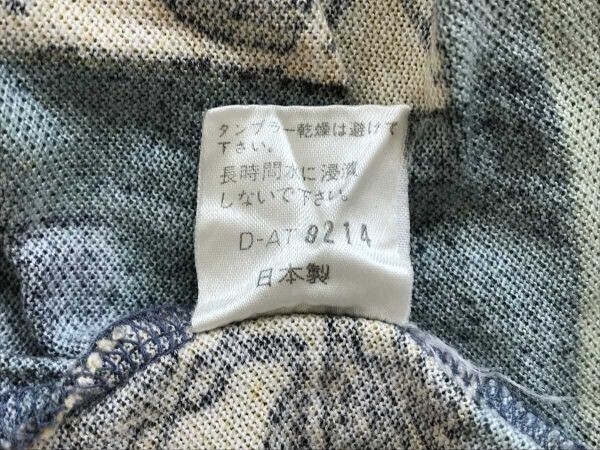 タンブラー乾燥は避けて
下さい。
長時間水に浸漬
しないで下さい。
D-AT 9214
日本製